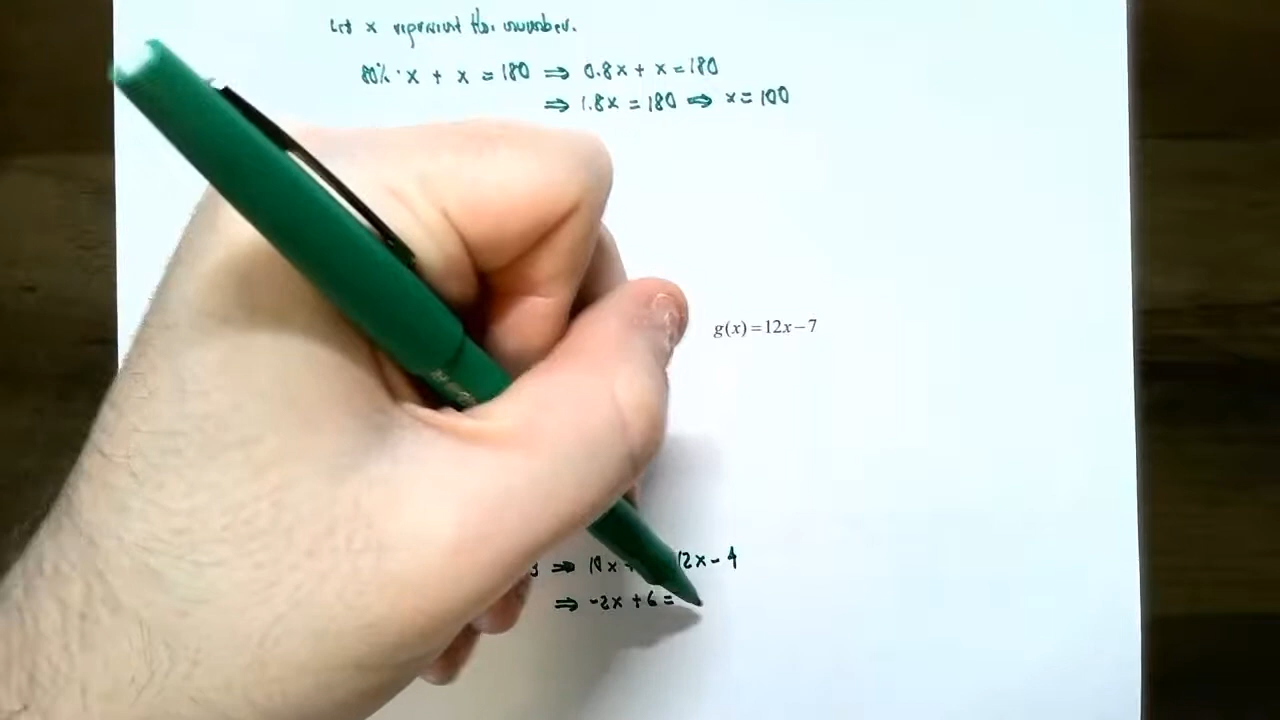 Let x represent the number.
80% · x + x = 180 ⇒ 0.8x + x = 180
⇒ 1.8x = 180 ⇒ x = 100
g(x)=12x−7
3 ⇒ 10x + 12x - 4
⇒ -2x + 6 =